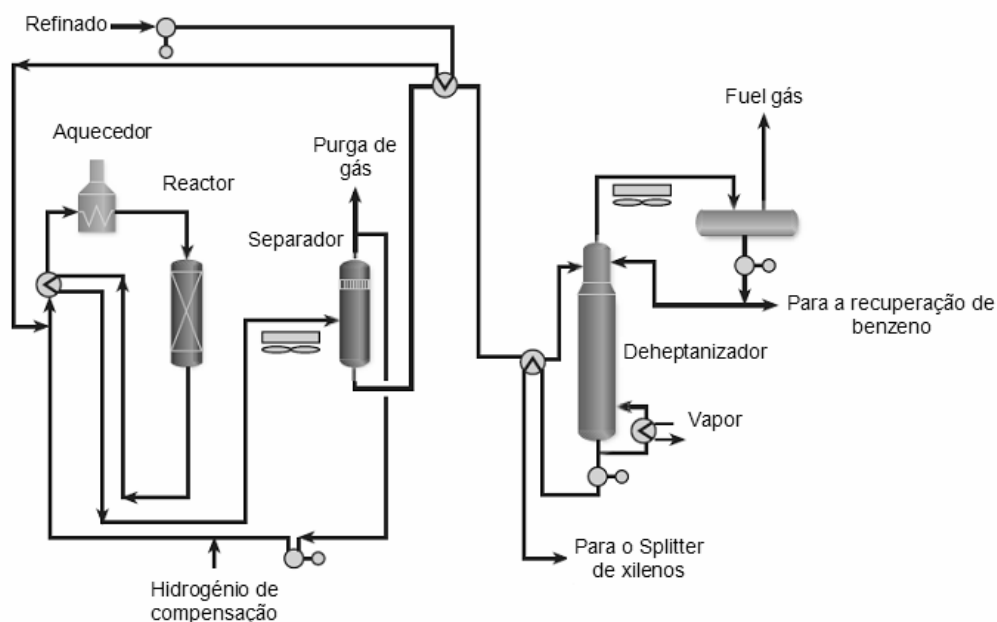 Refinado
Aquecedor
Reactor
Purga de
gás
Separador
Fuel gás
Para a recuperação de
benzeno
Deheptanizador
Vapor
Para o Splitter
de xilenos
Hidrogénio de
compensação